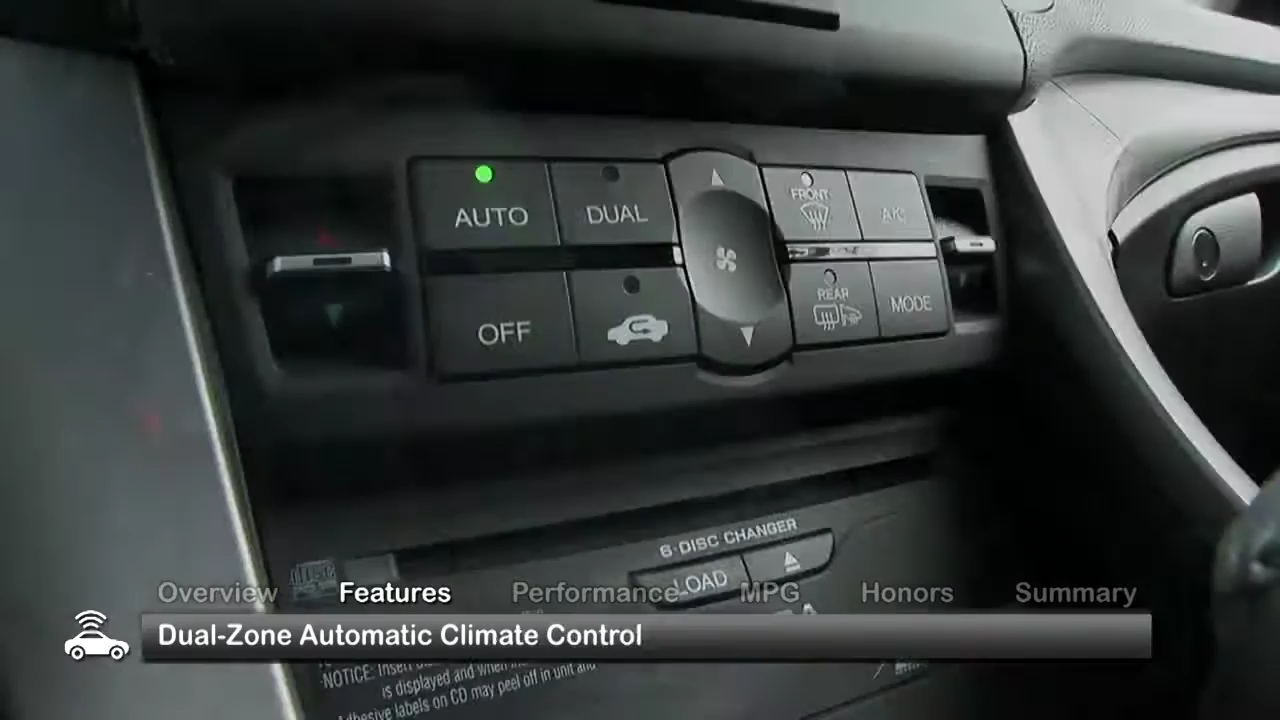 AUTO
DUAL
FRONT
A/C
OFF
REAR
MODE
6-DISC CHANGER
LOAD
Overview Features Performance MPG Honors Summary
Dual-Zone Automatic Climate Control
NOTICE: Insert
is displayed and when
Adhesive labels on CD may peel off in unit and